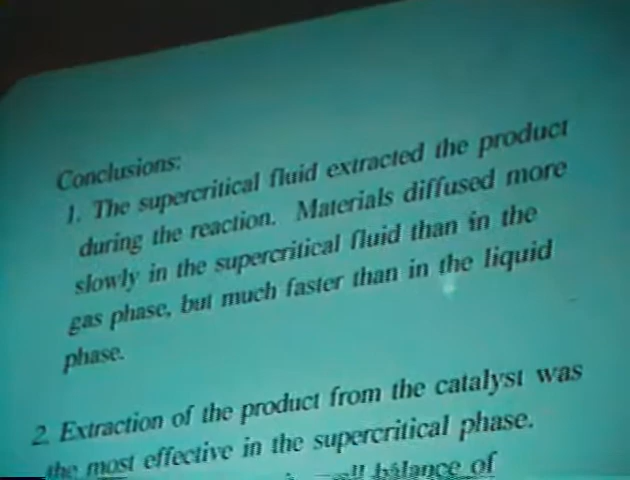 Conclusions:
1. The supercritical fluid extracted the product
during the reaction. Materials diffused more
slowly in the supercritical fluid than in the
gas phase, but much faster than in the liquid
phase.
2. Extraction of the product from the catalyst was
the most effective in the supercritical phase.
balance of